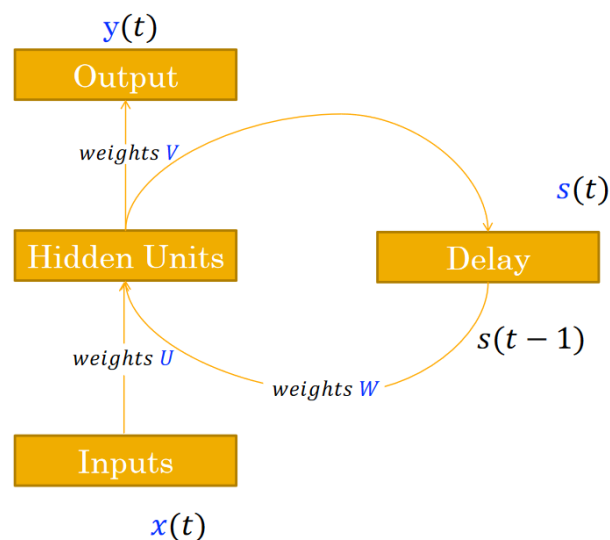 y(t)
Output
weights V
s(t)
Hidden Units
Delay
s(t − 1)
weights U
weights W
Inputs
x(t)